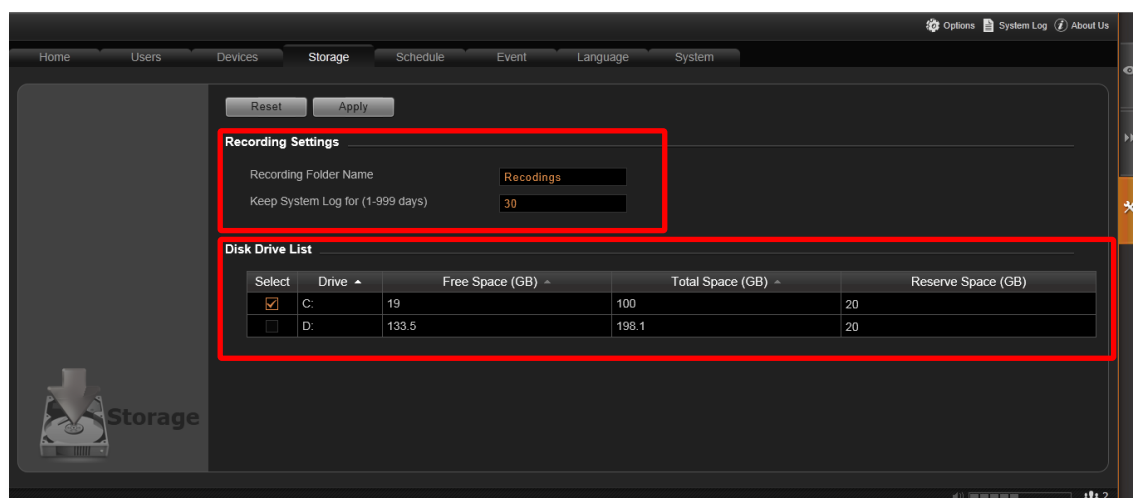 Options System Log About Us
Home Users Devices Storage Schedule Event Language System
Reset Apply
Recording Settings
Recording Folder Name Recodings
Keep System Log for (1-999 days) 30
Disk Drive List
Select Drive Free Space (GB) Total Space (GB) Reserve Space (GB)
C: 19 100 20
D: 133.5 198.1 20
Storage
2